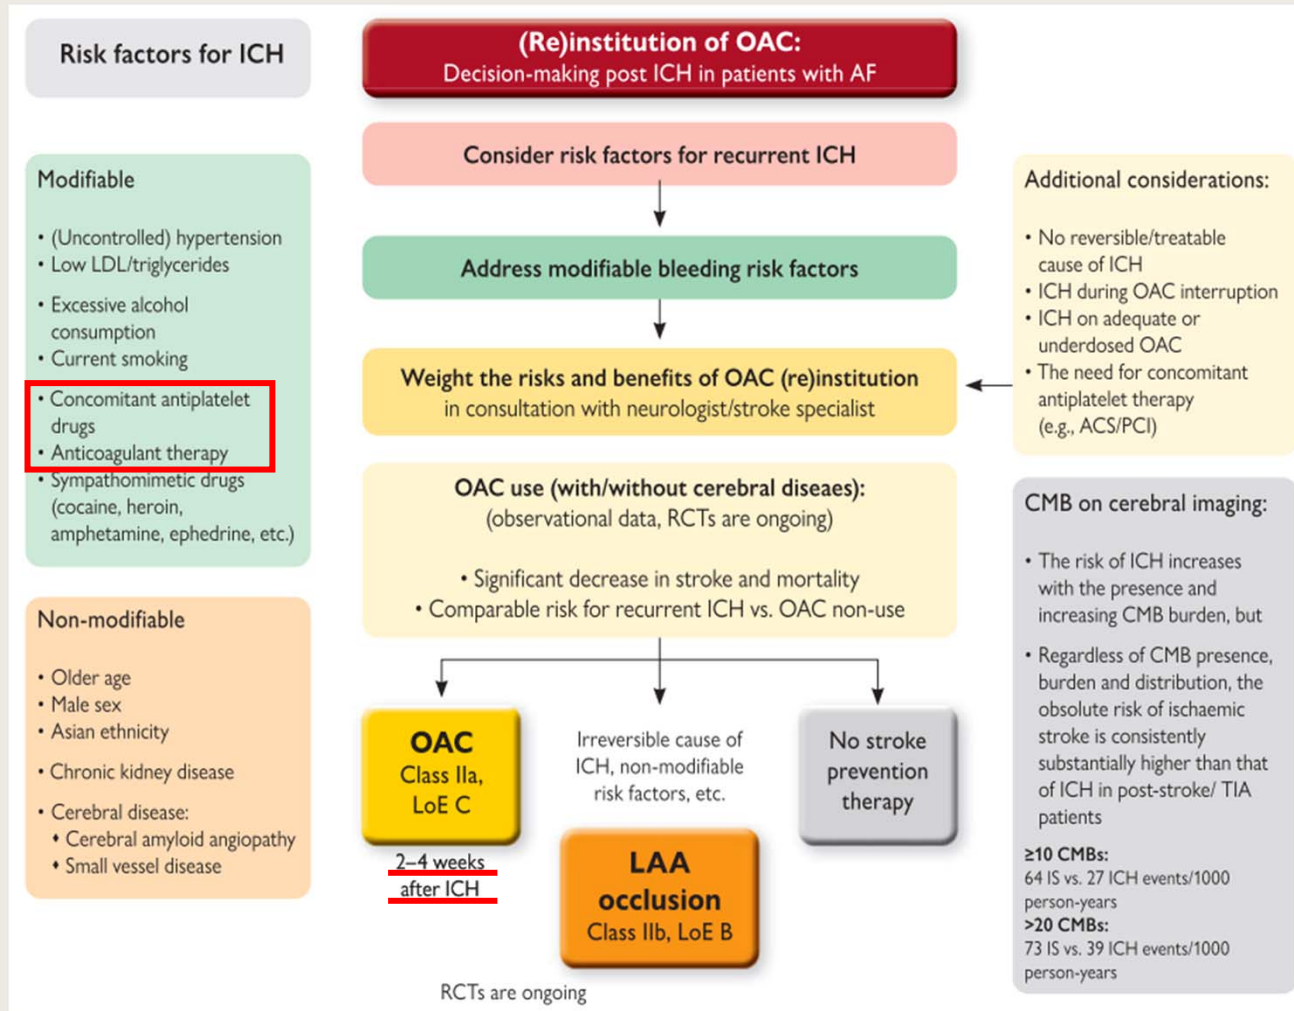 Risk factors for ICH
(Re)institution of OAC:
Decision-making post ICH in patients with AF
Consider risk factors for recurrent ICH
Address modifiable bleeding risk factors
Weight the risks and benefits of OAC (re)institution
in consultation with neurologist/stroke specialist
OAC use (with/without cerebral diseaes):
(observational data, RCTs are ongoing)
• Significant decrease in stroke and mortality
• Comparable risk for recurrent ICH vs. OAC non-use
Modifiable
• (Uncontrolled) hypertension
• Low LDL/triglycerides
• Excessive alcohol
consumption
• Current smoking
• Concomitant antiplatelet
drugs
• Anticoagulant therapy
• Sympathomimetic drugs
(cocaine, heroin,
amphetamine, ephedrine, etc.)
Non-modifiable
• Older age
• Male sex
• Asian ethnicity
• Chronic kidney disease
• Cerebral disease:
♦ Cerebral amyloid angiopathy
♦ Small vessel disease
OAC
Class IIa,
LoE C
2–4 weeks
after ICH
Irreversible cause of
ICH, non-modifiable
risk factors, etc.
LAA
occlusion
Class IIb, LoE B
No stroke
prevention
therapy
RCTs are ongoing
Additional considerations:
• No reversible/treatable
cause of ICH
• ICH during OAC interruption
• ICH on adequate or
underdosed OAC
• The need for concomitant
antiplatelet therapy
(e.g., ACS/PCI)
CMB on cerebral imaging:
• The risk of ICH increases
with the presence and
increasing CMB burden, but
• Regardless of CMB presence,
burden and distribution, the
absolute risk of ischaemic
stroke is consistently
substantially higher than that
of ICH in post-stroke/ TIA
patients
≥10 CMBs:
64 IS vs. 27 ICH events/1000
person-years
>20 CMBs:
73 IS vs. 39 ICH events/1000
person-years